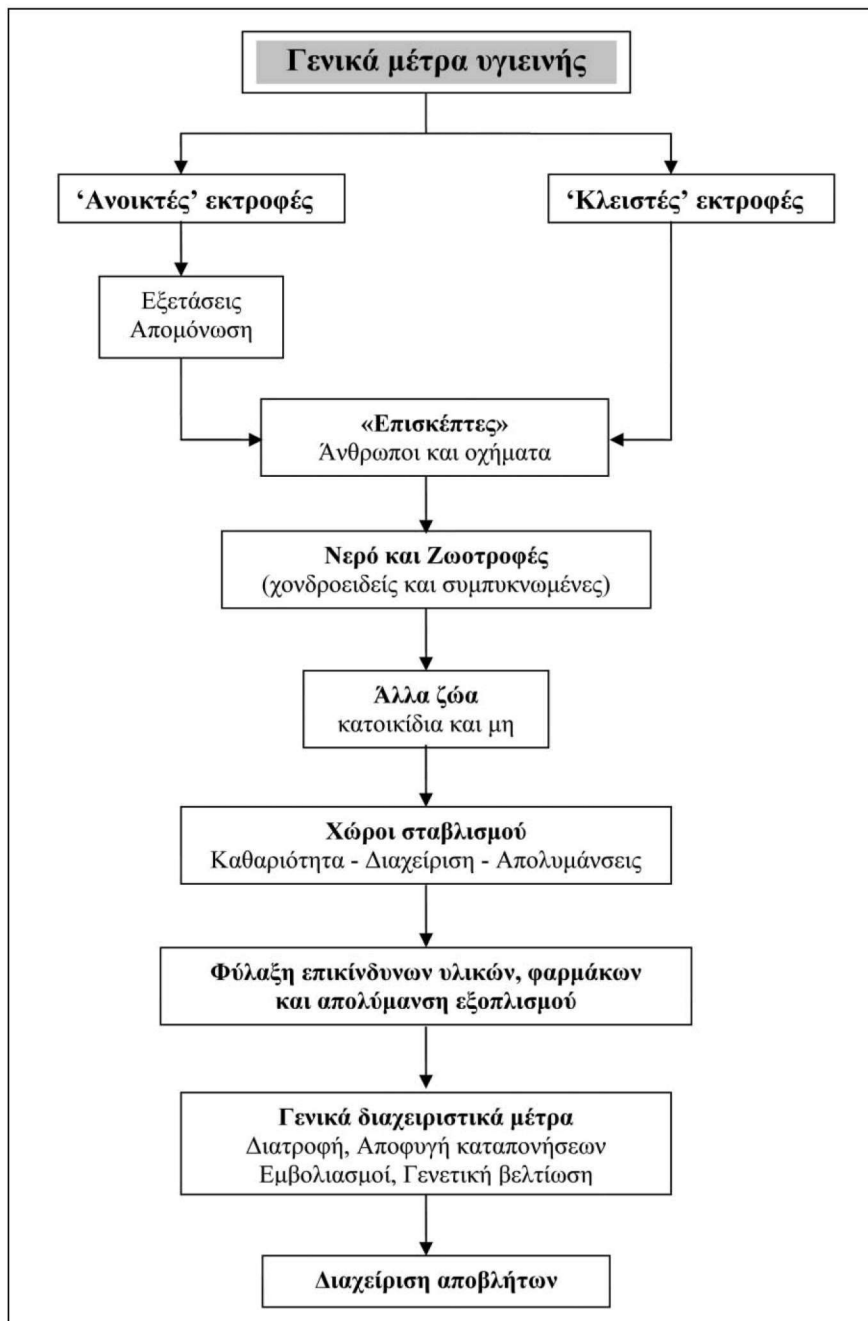 Γενικά μέτρα υγιεινής
‘Ανοικτές’ εκτροφές
‘Κλειστές’ εκτροφές
Εξετάσεις
Απομόνωση
«Επισκέπτες»
Άνθρωποι και οχήματα
Νερό και Ζωοτροφές
(χονδροειδείς και συμπυκνωμένες)
Άλλα ζώα
κατοικίδια και μη
Χώροι σταβλισμού
Καθαριότητα - Διαχείριση - Απολυμάνσεις
Φύλαξη επικίνδυνων υλικών, φαρμάκων
και απολύμανση εξοπλισμού
Γενικά διαχειριστικά μέτρα
Διατροφή, Αποφυγή καταπονήσεων
Εμβολιασμοί, Γενετική βελτίωση
Διαχείριση αποβλήτων